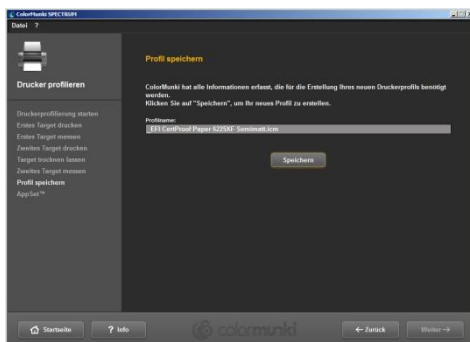 ColorMunki SPECTRUM
Datei ?
Drucker profilieren
Druckerprofilierung starten
Erstes Target drucken
Erstes Target messen
Zweites Target drucken
Target trocknen lassen
Zweites Target messen
Profil speichern
AppSet™
Profil speichern
ColorMunki hat alle Informationen erfasst, die für die Erstellung Ihres neuen Druckerprofils benötigt
werden.
Klicken Sie auf "Speichern", um Ihr neues Profil zu erstellen.
Profilname:
EFI CertProof Paper 6225XF Semimatt.icm
Speichern
Startseite
? Info
colormunki
← Zurück
Weiter →